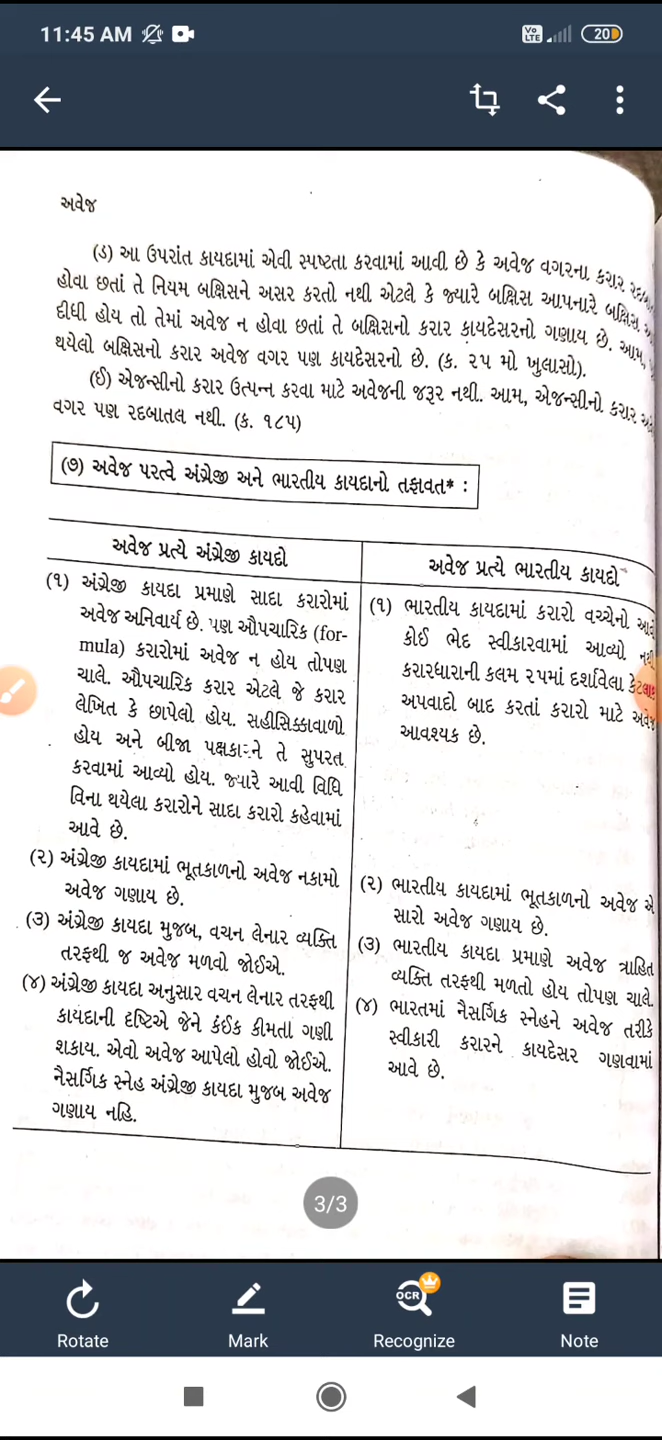 11:45 AM
Vo LTE 20
અવેજ
(ડ) આ ઉપરાંત કાયદામાં એવી સ્પષ્ટતા કરવામાં આવી છે કે અવેજ વગરના કરાર
હોવા છતાં તે નિયમ બક્ષિસને અસર કરતો નથી એટલે કે જ્યારે બક્ષિસ આપનારે બક્ષિસ
દીધી હોય તો તેમાં અવેજ ન હોવા છતાં તે બક્ષિસનો કરાર કાયદેસરનો ગણાય છે. આમ,
થયેલો બક્ષિસનો કરાર અવેજ વગર પણ કાયદેસરનો છે. (ક. ૨૫ મો ખુલાસો).
(ઈ) એજન્સીનો કરાર ઉત્પન્ન કરવા માટે અવેજની જરૂર નથી. આમ, એજન્સીનો કરાર
વગર પણ રદબાતલ નથી. (ક. ૧૮૫)
(૭) અવેજ પરત્વે અંગ્રેજી અને ભારતીય કાયદાનો તફાવત* :
અવેજ પ્રત્યે અંગ્રેજી કાયદો
(૧) અંગ્રેજી કાયદા પ્રમાણે સાદા કરારોમાં
અવેજ અનિવાર્ય છે. પણ ઔપચારિક (for-
mula) કરારોમાં અવેજ ન હોય તોપણ
ચાલે. ઔપચારિક કરાર એટલે જે કરાર
લેખિત કે છાપેલો હોય. સહીસિક્કાવાળો
હોય અને બીજા પક્ષકારને તે સુપરત
કરવામાં આવ્યો હોય. જ્યારે આવી વિધિ
વિના થયેલા કરારોને સાદા કરારો કહેવામાં
આવે છે.
(૨) અંગ્રેજી કાયદામાં ભૂતકાળનો અવેજ નકામો
અવેજ ગણાય છે.
(૩) અંગ્રેજી કાયદા મુજબ, વચન લેનાર વ્યક્તિ
તરફથી જ અવેજ મળવો જોઈએ.
(૪) અંગ્રેજી કાયદા અનુસાર વચન લેનાર તરફથી
કાયદાની દૃષ્ટિએ જેને કંઈક કીમતી ગણી
શકાય. એવો અવેજ આપેલો હોવો જોઈએ.
નૈસર્ગિક સ્નેહ અંગ્રેજી કાયદા મુજબ અવેજ
ગણાય નહિ.
અવેજ પ્રત્યે ભારતીય કાયદો
(૧) ભારતીય કાયદામાં કરારો વચ્ચેનો
કોઈ ભેદ સ્વીકારવામાં આવ્યો નથી
કરારધારાની કલમ ૨૫માં દર્શાવેલા
અપવાદો બાદ કરતાં કરારો માટે અવેજ
આવશ્યક છે.
(૨) ભારતીય કાયદામાં ભૂતકાળનો અવેજ એ
સારો અવેજ ગણાય છે.
(૩) ભારતીય કાયદા પ્રમાણે અવેજ ત્રાહિત
વ્યક્તિ તરફથી મળતો હોય તોપણ ચાલે.
(૪) ભારતમાં નૈસર્ગિક સ્નેહને અવેજ તરીકે
સ્વીકારી કરારને કાયદેસર ગણવામાં
આવે છે.
3/3
OCR
Rotate Mark Recognize Note